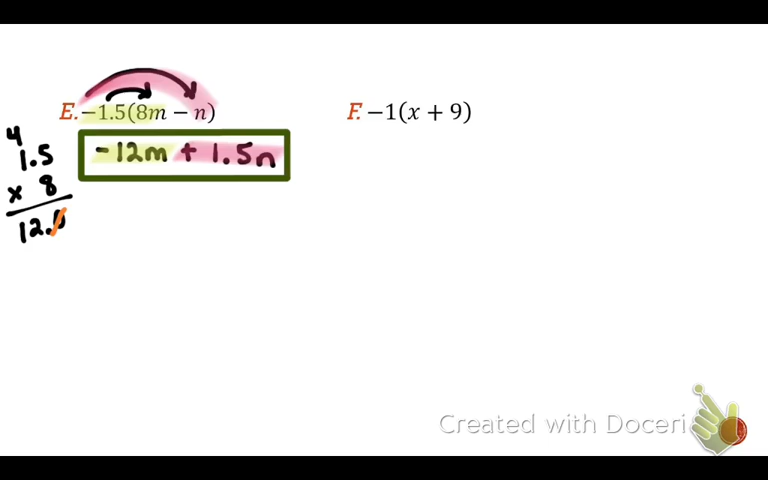 E. −1.5(8m − n)
-12m + 1.5n
4
1.5
x 8
12.0
F. −1(x + 9)
Created with Doceri